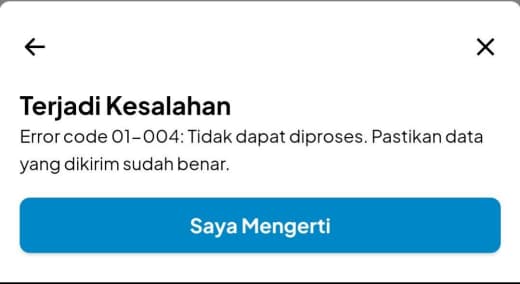 Terjadi Kesalahan
Error code 01-004: Tidak dapat diproses. Pastikan data
yang dikirim sudah benar.
Saya Mengerti